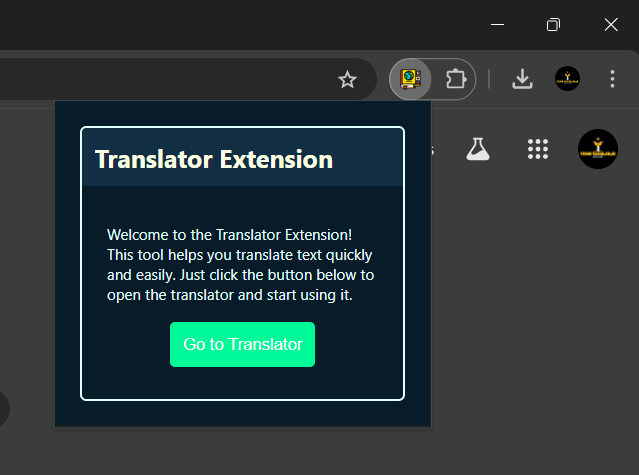 Translator Extension
Welcome to the Translator Extension!
This tool helps you translate text quickly
and easily. Just click the button below to
open the translator and start using it.
Go to Translator